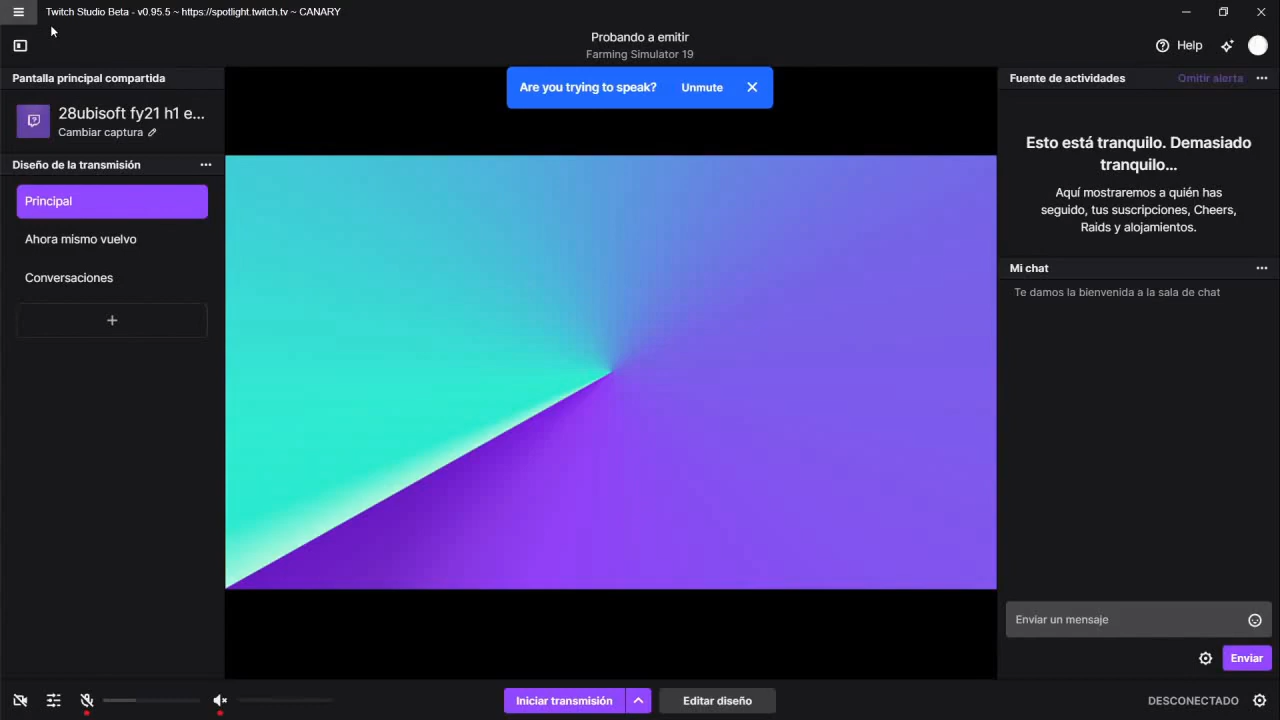 Twitch Studio Beta - v0.95.5 ~ https://spotlight.twitch.tv ~ CANARY
Probando a emitir
Farming Simulator 19
Help
Pantalla principal compartida
28ubisoft fy21 h1 e...
Cambiar captura
Diseño de la transmisión
Principal
Ahora mismo vuelvo
Conversaciones
Are you trying to speak?
Unmute
Fuente de actividades
Omitir alerta
Esto está tranquilo. Demasiado
tranquilo...
Aquí mostraremos a quién has
seguido, tus suscripciones, Cheers,
Raids y alojamientos.
Mi chat
Te damos la bienvenida a la sala de chat
Enviar un mensaje
Enviar
Iniciar transmisión
Editar diseño
DESCONECTADO